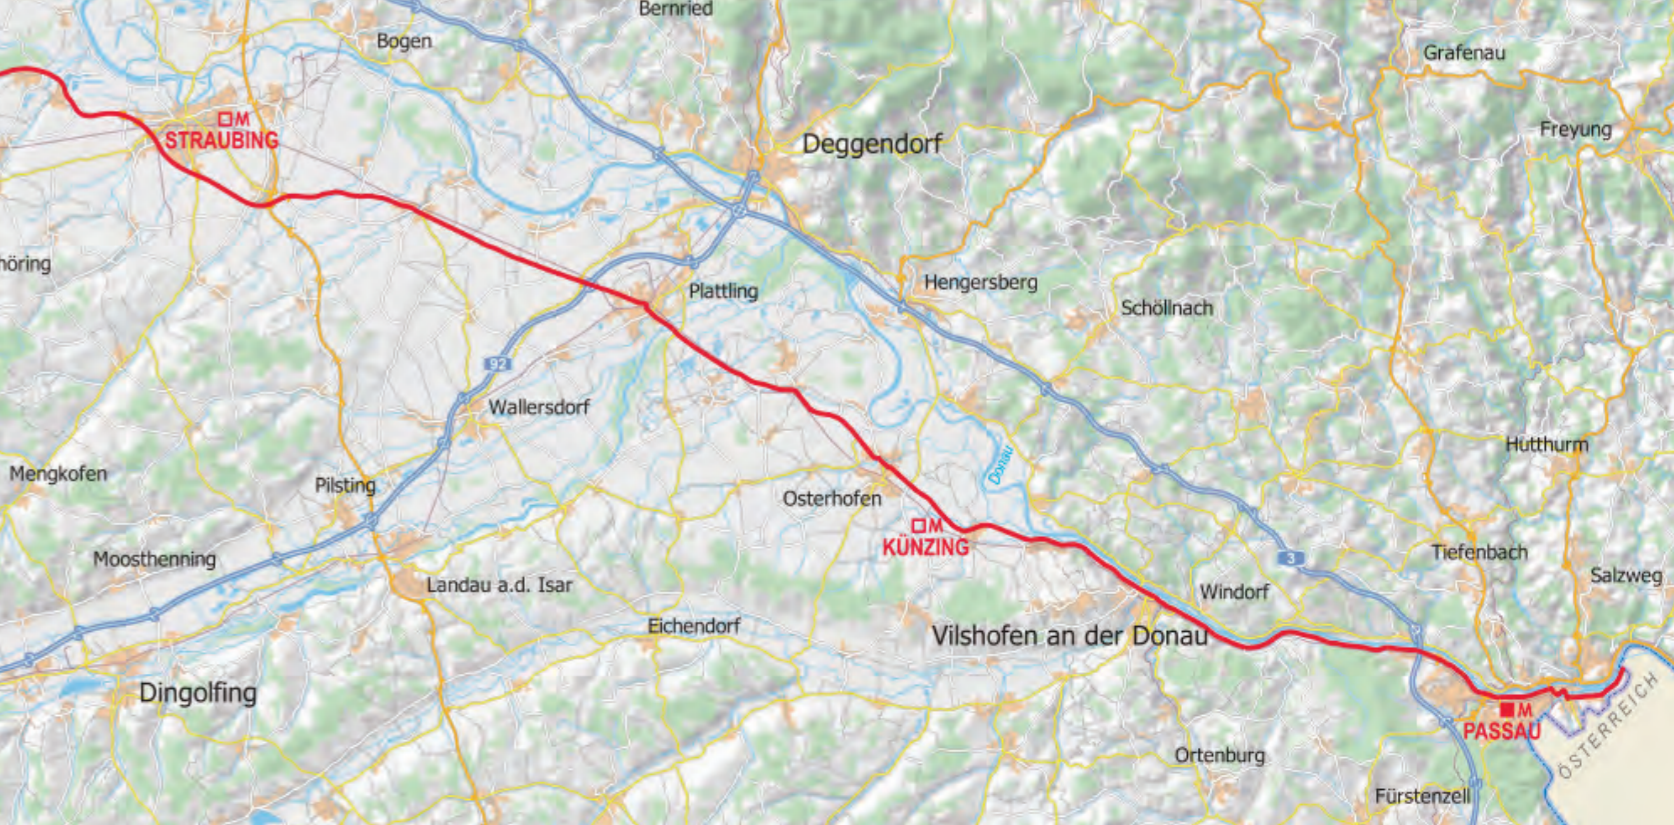 Bernried
Bogen
Grafenau
M
STRAUBING
Freyung
Deggendorf
höring
Hengersberg
Plattling
Schöllnach
92
Wallersdorf
Hutthurm
Mengkofen
Pilsting
Donau
Osterhofen
M
KÜNZING
Moosthenning
3
Tiefenbach
Salzweg
Landau a.d. Isar
Windorf
Eichendorf
Vilshofen an der Donau
Dingolfing
M
PASSAU
ÖSTERREICH
Ortenburg
Fürstenzell